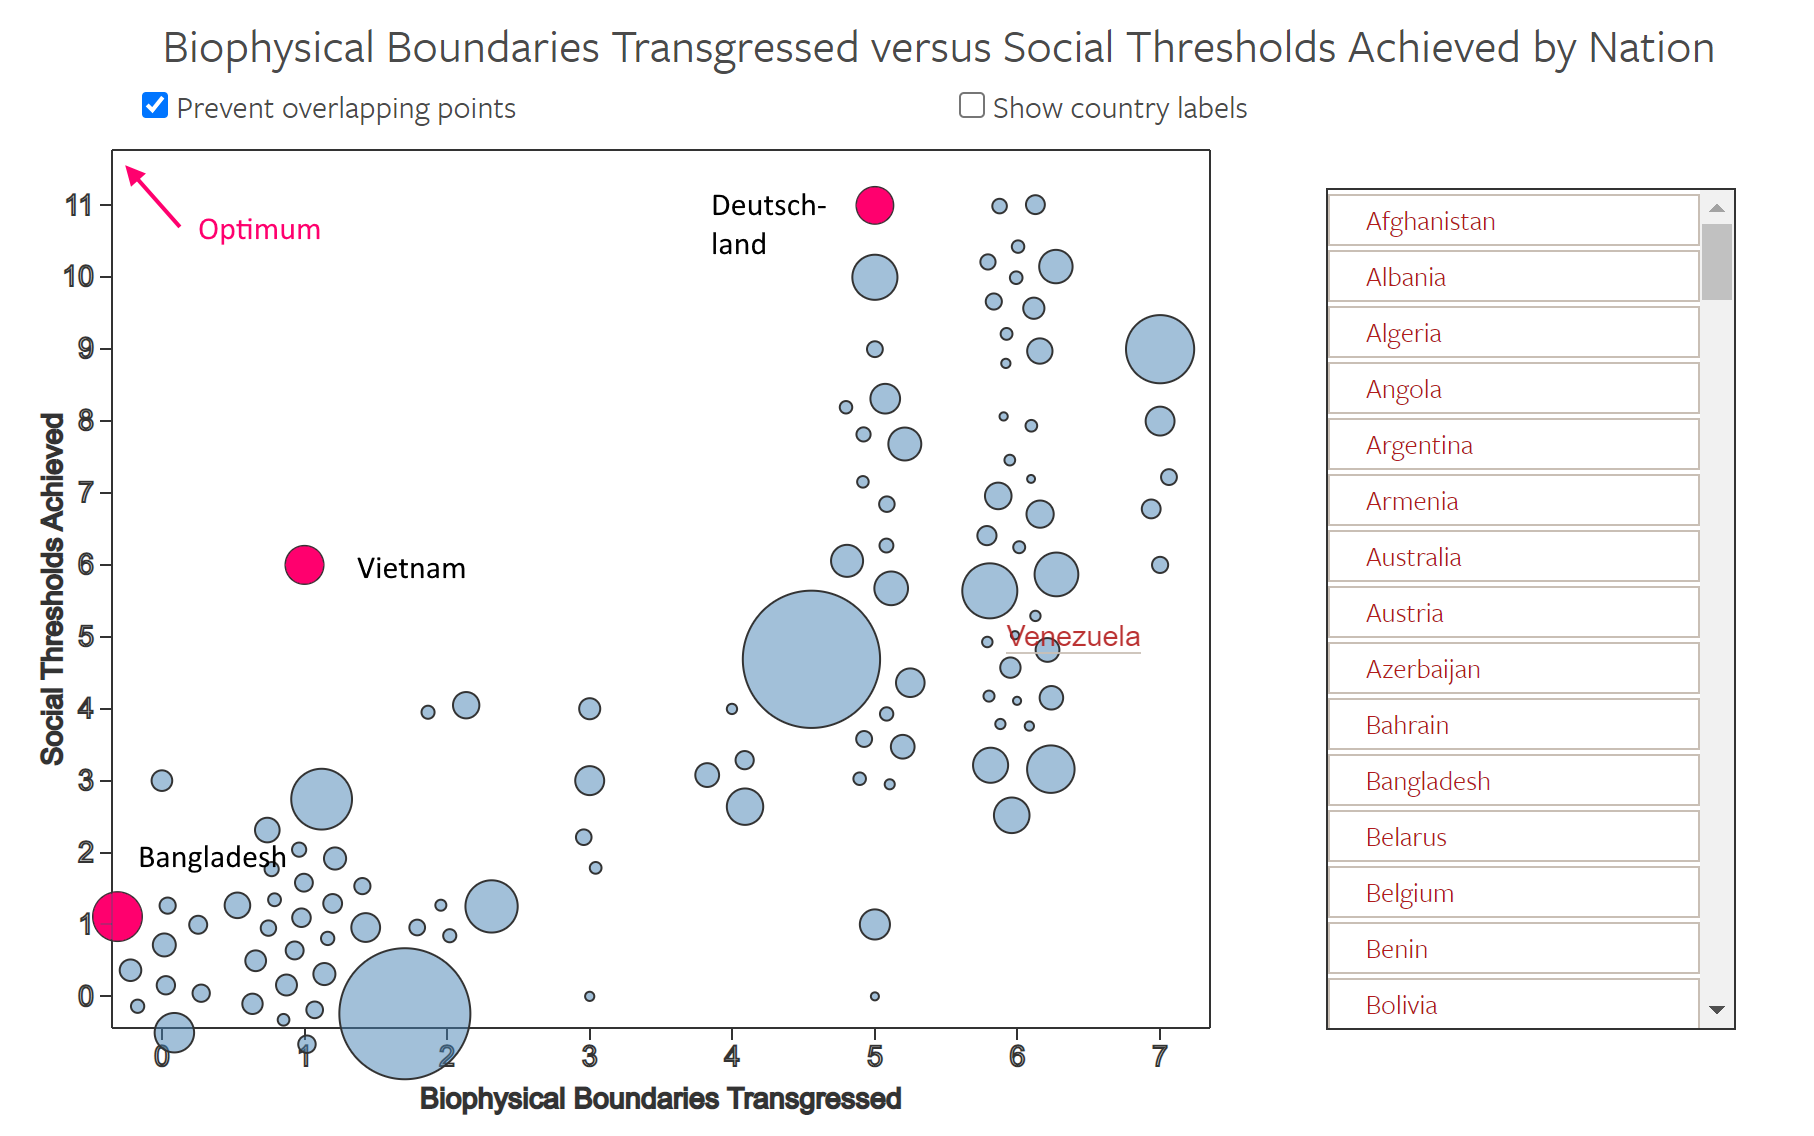 Biophysical Boundaries Transgressed versus Social Thresholds Achieved by Nation
Prevent overlapping points
Show country labels
Optimum
Deutsch-
land
Vietnam
Venezuela
Bangladesh
Social Thresholds Achieved
11
10
9
8
7
6
5
4
3
2
1
0
0 1 2 3 4 5 6 7
Biophysical Boundaries Transgressed
Afghanistan
Albania
Algeria
Angola
Argentina
Armenia
Australia
Austria
Azerbaijan
Bahrain
Bangladesh
Belarus
Belgium
Benin
Bolivia